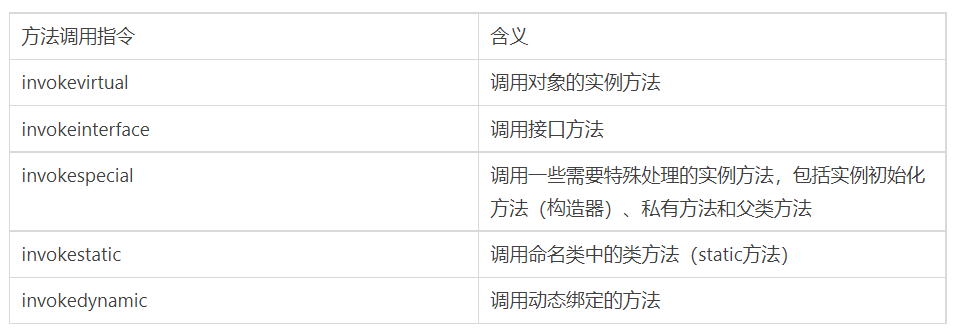 方法调用指令
含义
invokevirtual
调用对象的实例方法
invokeinterface
调用接口方法
invokespecial
调用一些需要特殊处理的实例方法，包括实例初始化
方法（构造器）、私有方法和父类方法
invokestatic
调用命名类中的类方法（static方法）
invokedynamic
调用动态绑定的方法